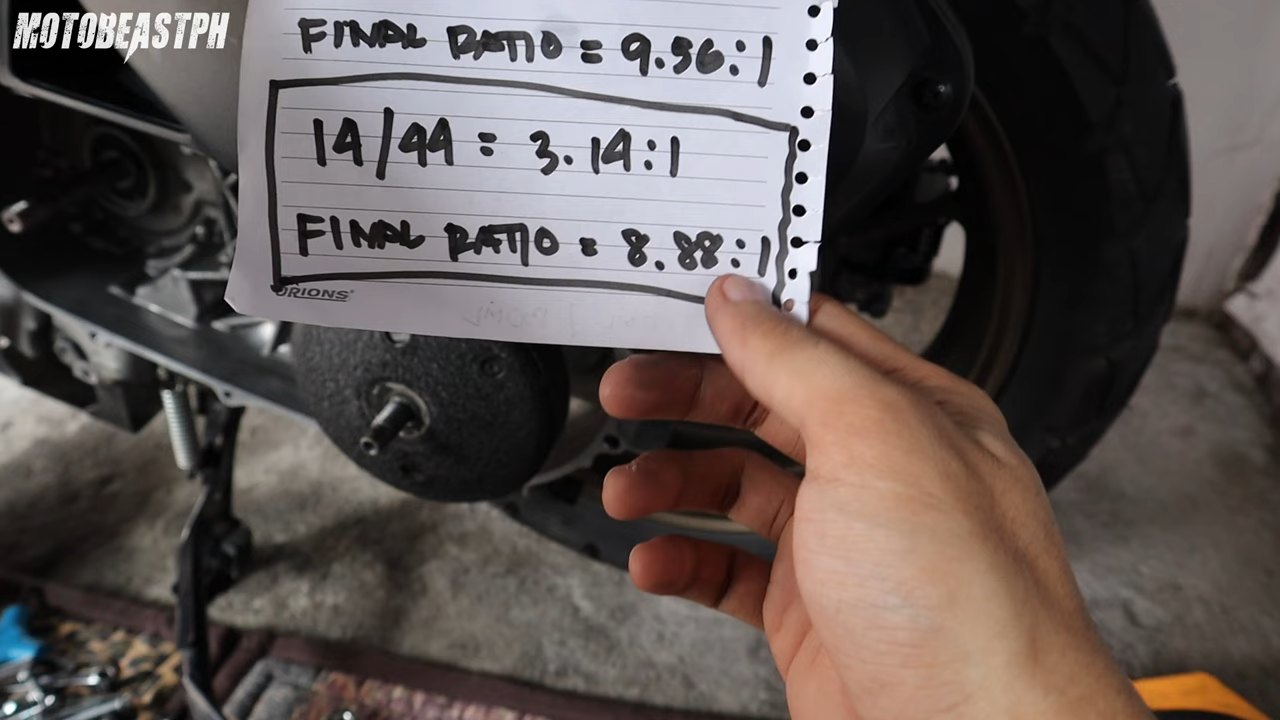 MOTOBEASTPH
FINAL RATIO = 9.56:1
14/44 = 3.14:1
FINAL RATIO = 8.88:1
ORIONS®